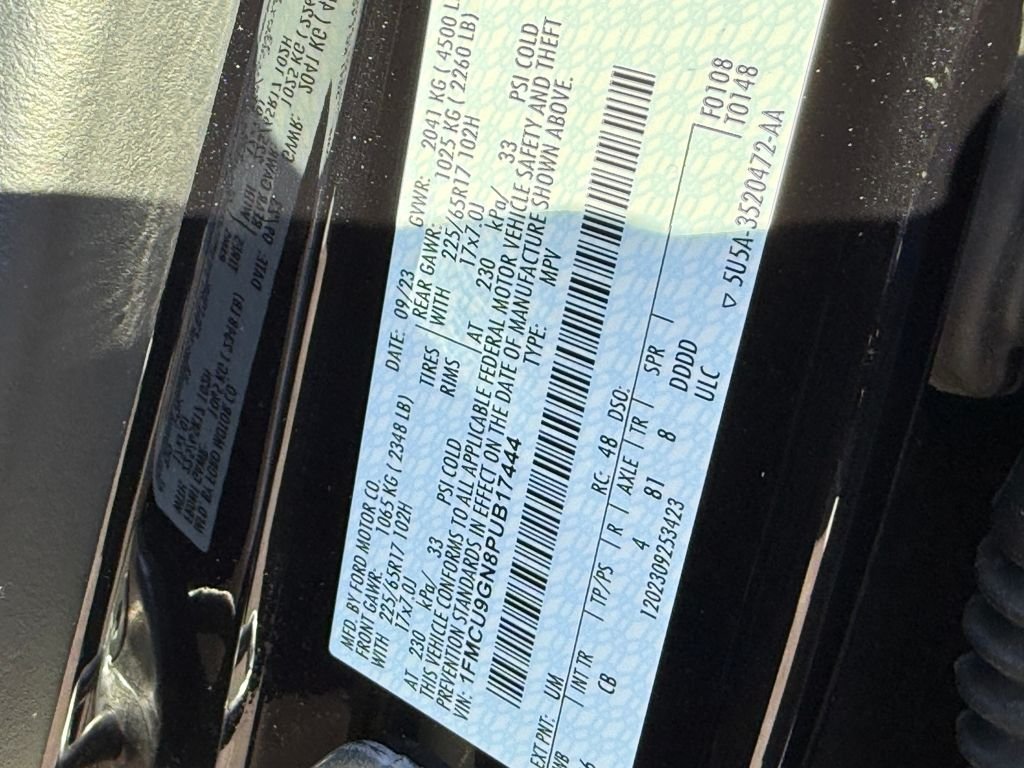 MFD. BY FORD MOTOR CO.
DATE: 09/23 GVWR: 2041 KG ( 4500 L
FRONT GAWR: 1065 KG ( 2348 LB) REAR GAWR: 1025 KG ( 2260 LB)
WITH 225/65R17 102H TIRES WITH 225/65R17 102H
17x7.0J RIMS 17x7.0J
AT 230 kPa/ 33 PSI COLD AT 230 kPa/ 33 PSI COLD
THIS VEHICLE CONFORMS TO ALL APPLICABLE FEDERAL MOTOR VEHICLE SAFETY AND THEFT
PREVENTION STANDARDS IN EFFECT ON THE DATE OF MANUFACTURE SHOWN ABOVE.
VIN: 1FMCU9GN8PUB17444 TYPE: MPV
EXT PNT: UM RC: 48 DSO: F0108
WB INT TR TP/PS R AXLE TR SPR T0148
6 CB 4 81 8 DDDD
ULC
1202309253423 ▽ 5U5A-3520472-AA